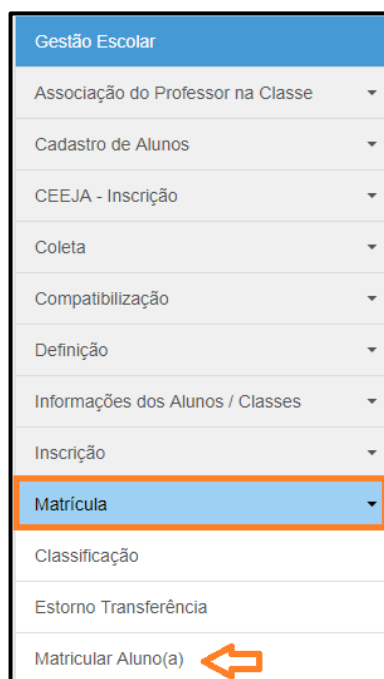 Gestão Escolar
Associação do Professor na Classe
Cadastro de Alunos
CEEJA - Inscrição
Coleta
Compatibilização
Definição
Informações dos Alunos / Classes
Inscrição
Matrícula
Classificação
Estorno Transferência
Matricular Aluno(a)